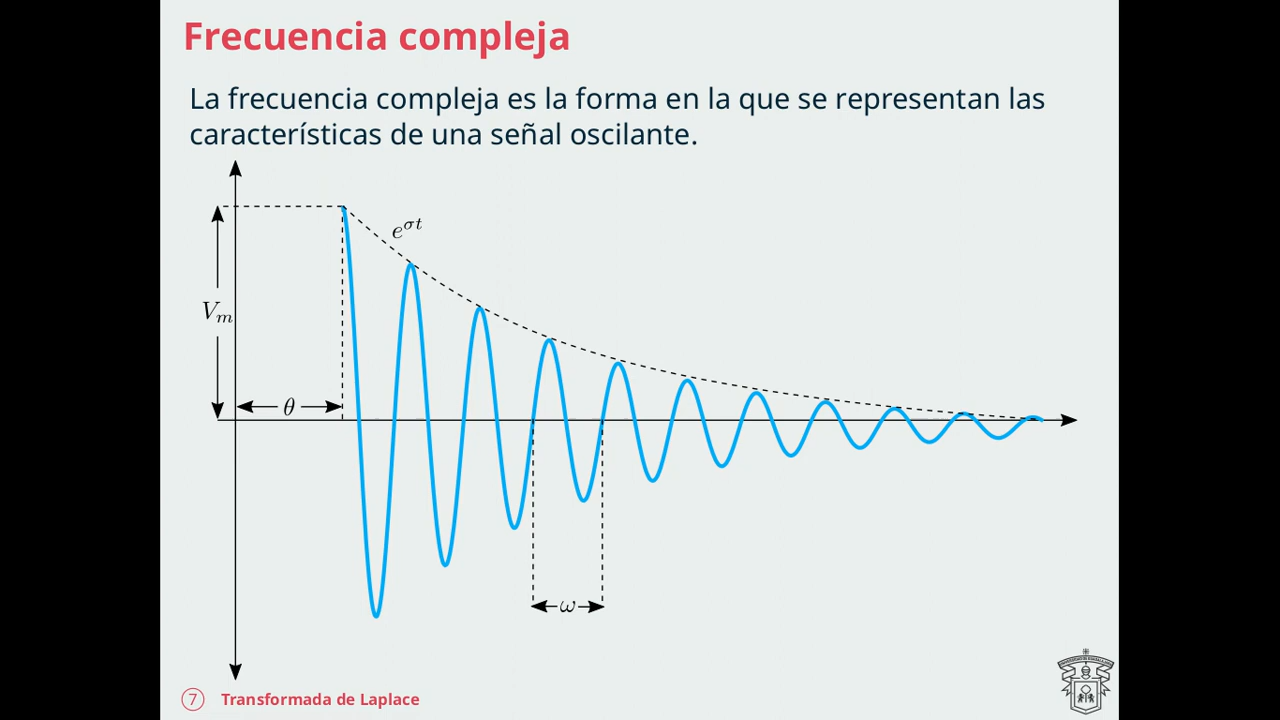 Frecuencia compleja
La frecuencia compleja es la forma en la que se representan las
características de una señal oscilante.
e^{σt}
V_m
θ
ω
7 Transformada de Laplace